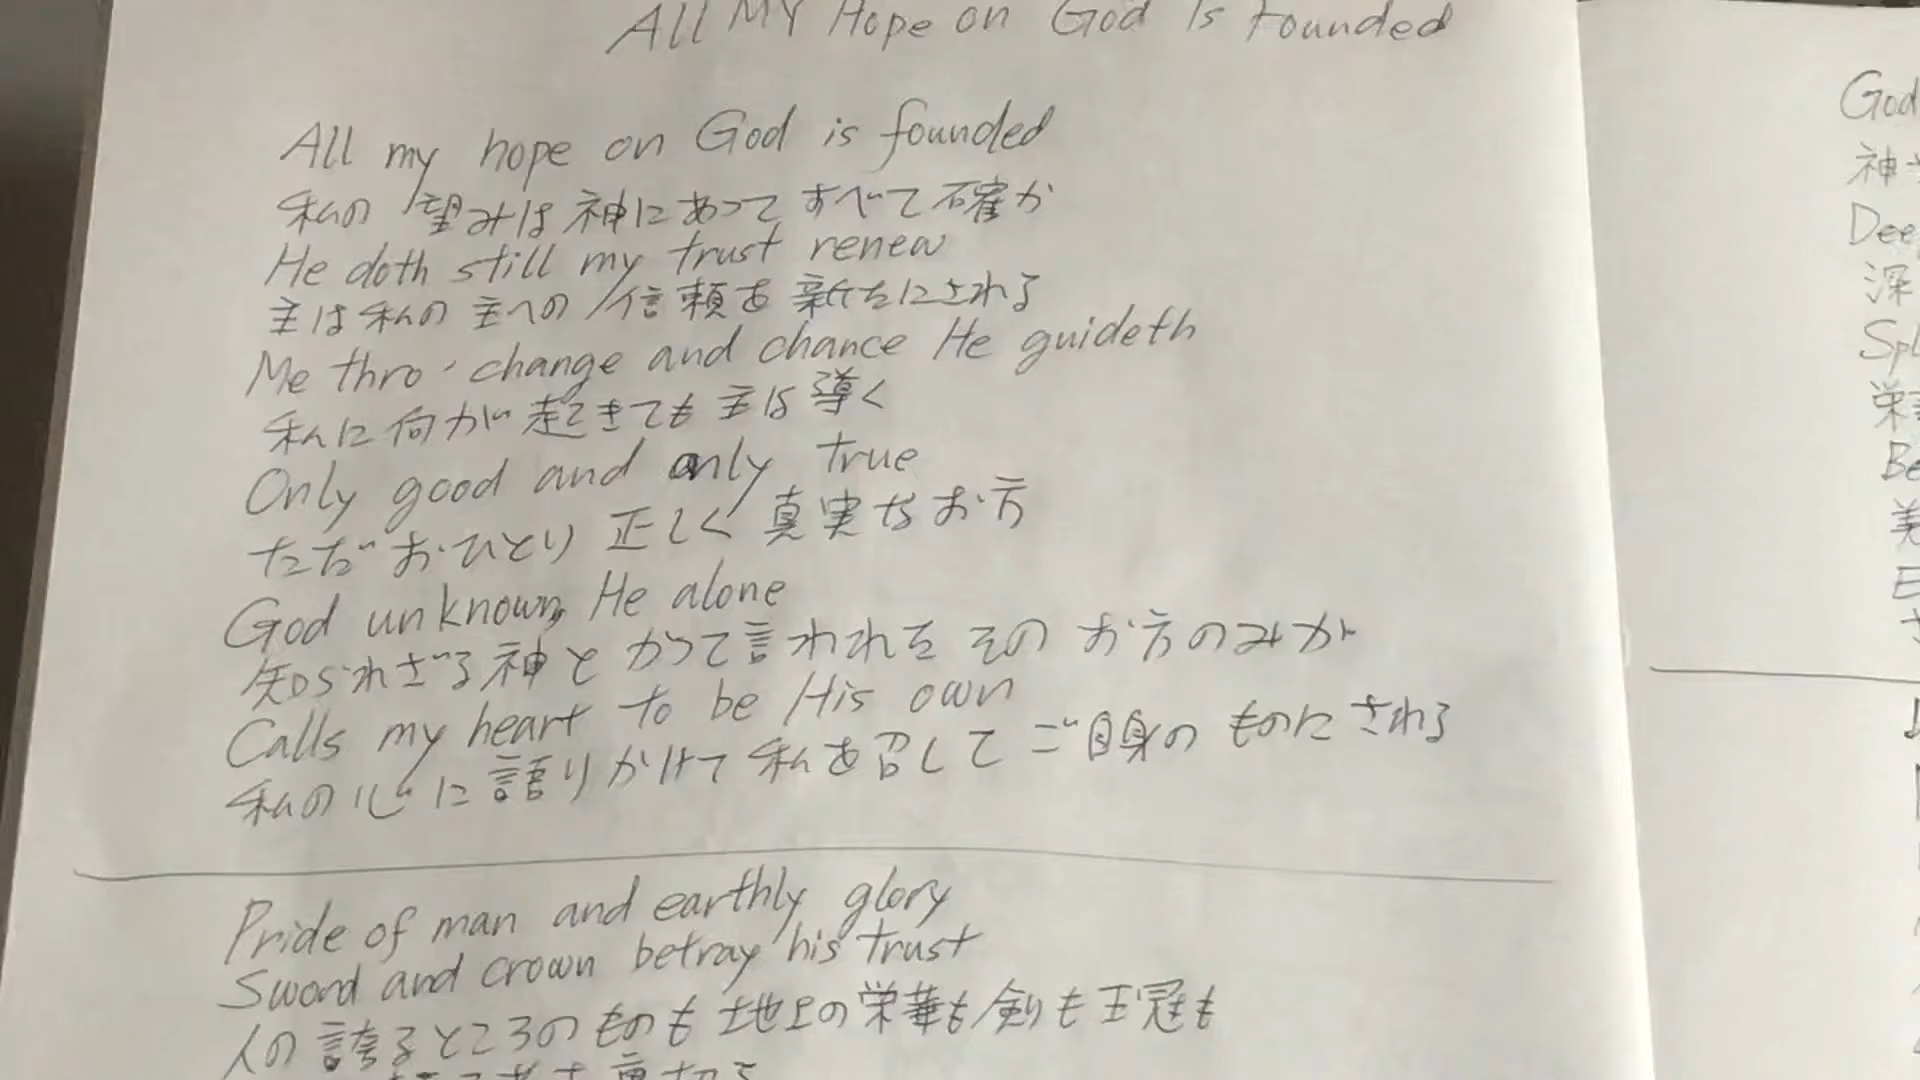 All MY Hope on God Is Founded
All my hope on God is founded
私の望みは神にあってすべて確か
He doth still my trust renew
主は私の主への信頼を新たにされる
Me thro' change and chance He guideth
私に何が起きても主は導く
Only good and only true
ただおひとり正しく真実なお方
God unknown, He alone
知られざる神とかつて言われたそのお方のみが
Calls my heart to be His own
私の心に語りかけて私を召してご自身のものにされる
Pride of man and earthly glory
Sword and crown betray his trust
人の誇るところのものも地上の栄華も剣も王冠も
裏切る
God
神
Dee
深
Spl
栄
Be
美